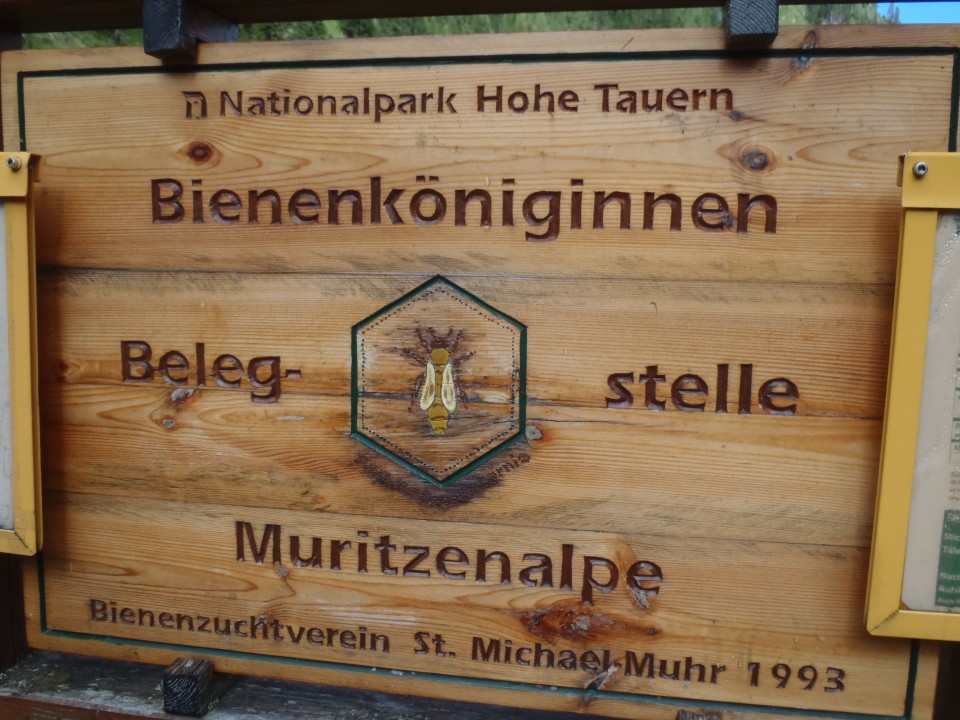 Nationalpark Hohe Tauern
Bienenköniginnen
Beleg-stelle
Muritzenalpe
Bienenzuchtverein St. Michael-Muhr 1993